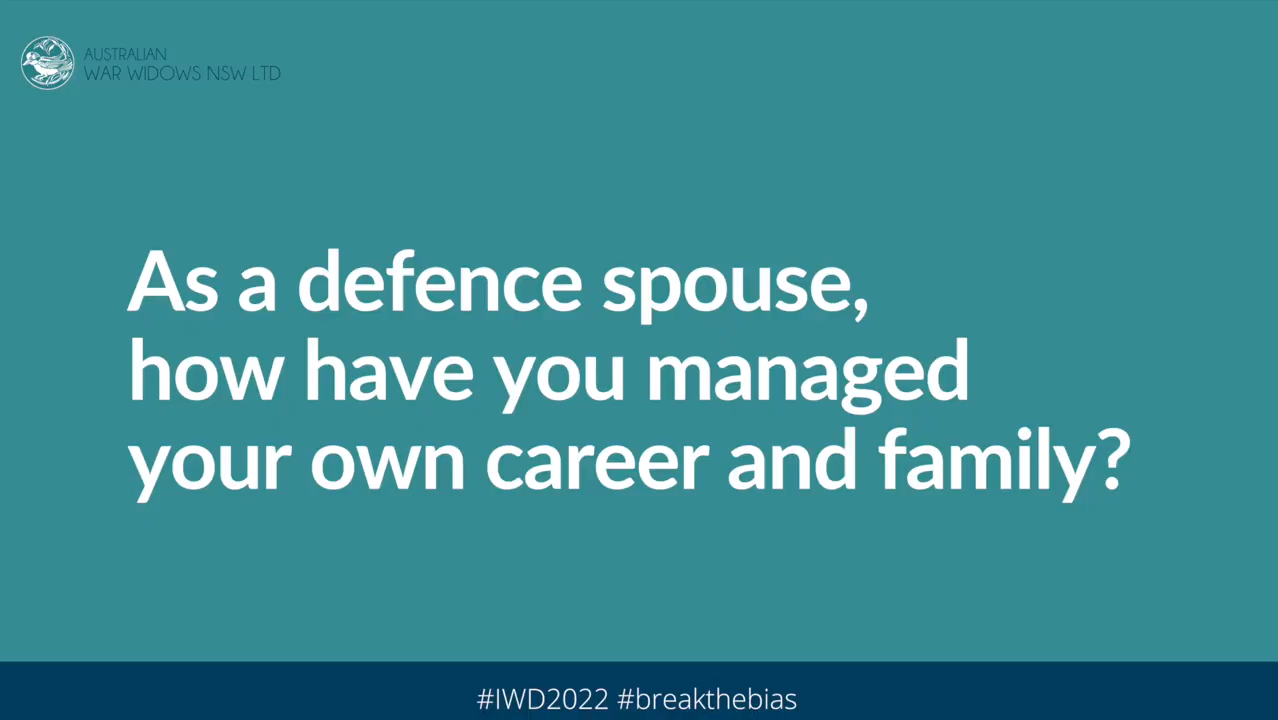 AUSTRALIAN
WAR WIDOWS NSW LTD
As a defence spouse,
how have you managed
your own career and family?
#IWD2022 #breakthebias